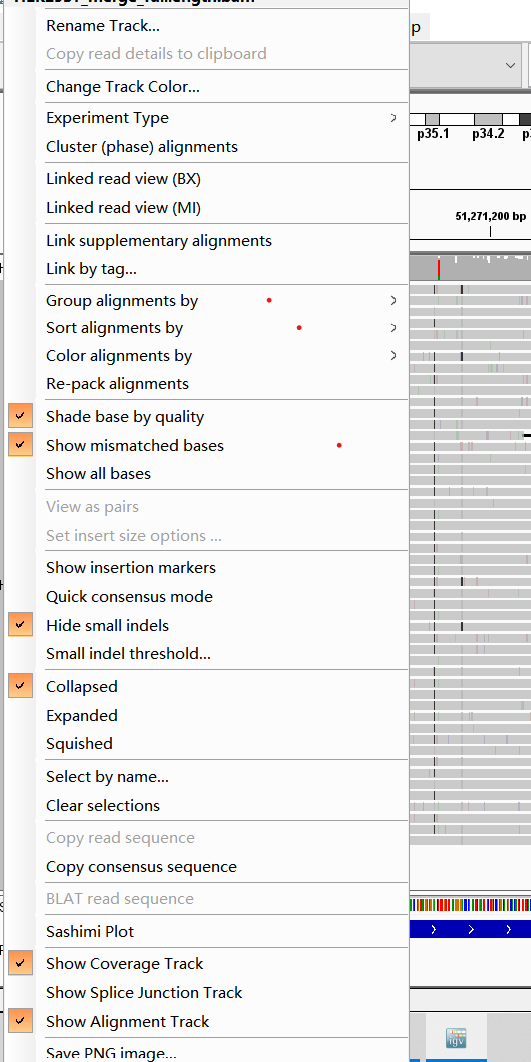 Rename Track...
p
Copy read details to clipboard
Change Track Color...
Experiment Type
p35.1 p34.2
Cluster (phase) alignments
Linked read view (BX)
Linked read view (MI)
51,271,200 bp
Link supplementary alignments
Link by tag...
Group alignments by
Sort alignments by
Color alignments by
Re-pack alignments
Shade base by quality
Show mismatched bases
Show all bases
View as pairs
Set insert size options ...
Show insertion markers
Quick consensus mode
Hide small indels
Small indel threshold...
Collapsed
Expanded
Squished
Select by name...
Clear selections
Copy read sequence
Copy consensus sequence
BLAT read sequence
Sashimi Plot
Show Coverage Track
Show Splice Junction Track
Show Alignment Track
igv
Save PNG image...